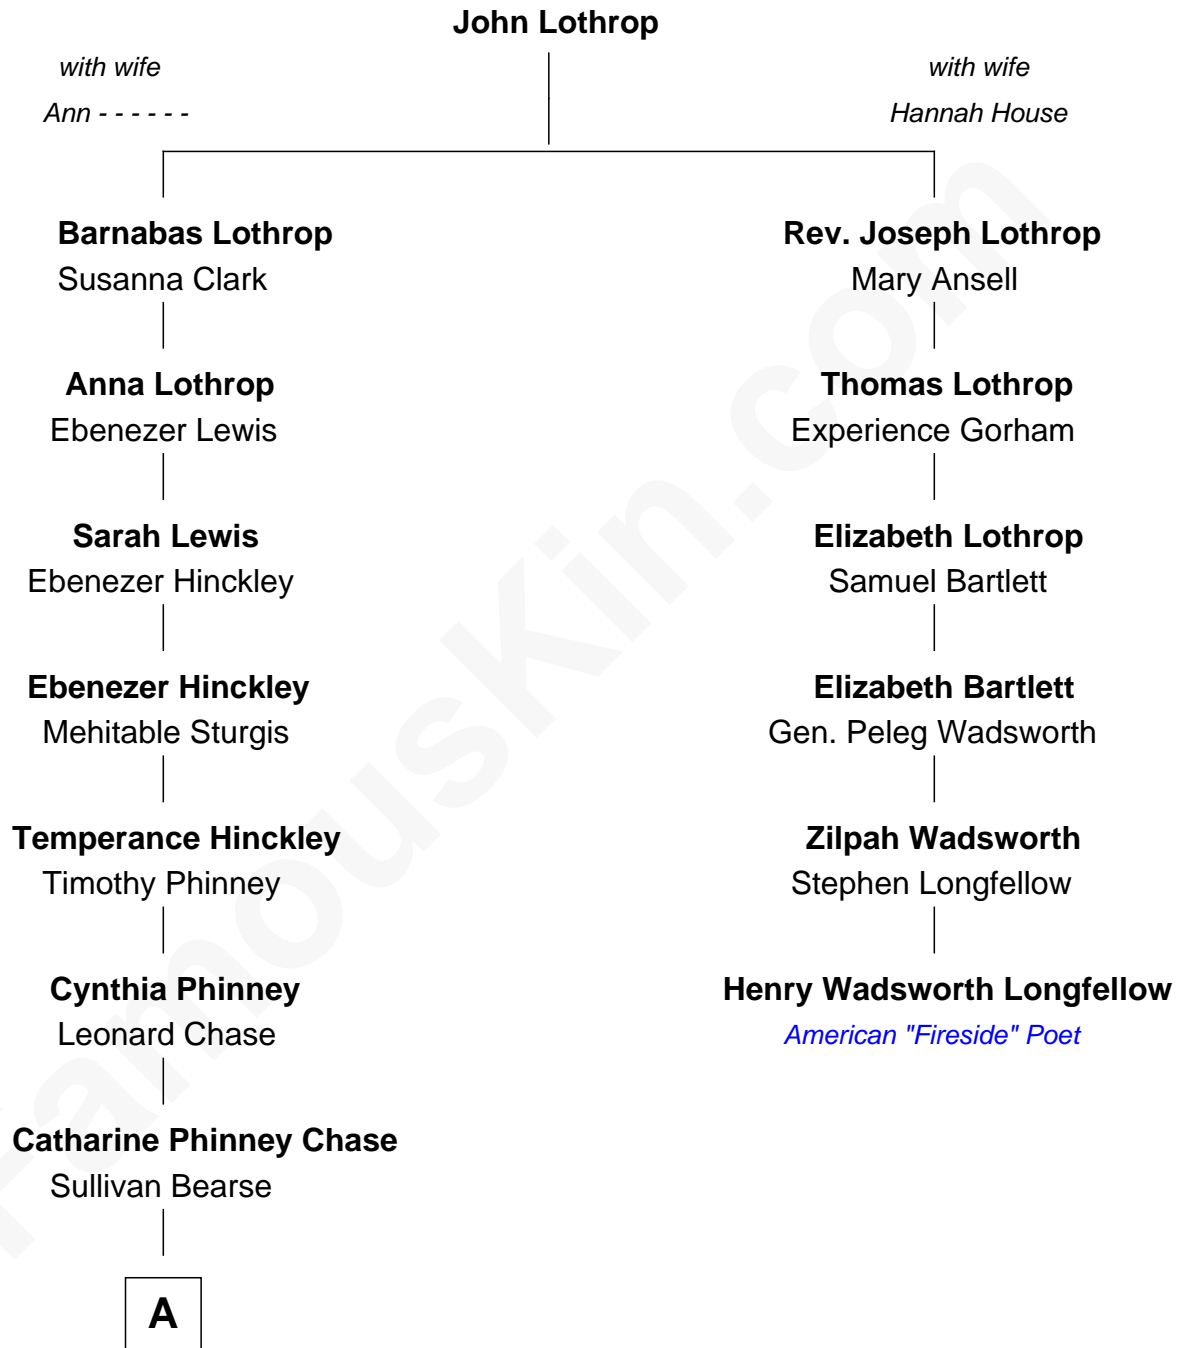 John Lothrop
with wife
Ann - - - - - -
with wife
Hannah House
Barnabas Lothrop
Susanna Clark
Anna Lothrop
Ebenezer Lewis
Sarah Lewis
Ebenezer Hinckley
Ebenezer Hinckley
Mehitable Sturgis
Temperance Hinckley
Timothy Phinney
Cynthia Phinney
Leonard Chase
Catharine Phinney Chase
Sullivan Bearse
A
Rev. Joseph Lothrop
Mary Ansell
Thomas Lothrop
Experience Gorham
Elizabeth Lothrop
Samuel Bartlett
Elizabeth Bartlett
Gen. Peleg Wadsworth
Zilpah Wadsworth
Stephen Longfellow
Henry Wadsworth Longfellow
American "Fireside" Poet
FamousKin.com